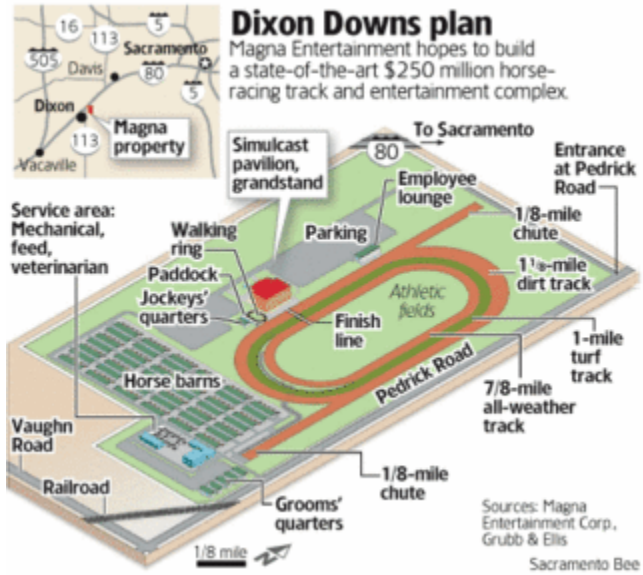 Dixon Downs plan
Magna Entertainment hopes to build
a state-of-the-art $250 million horse-
racing track and entertainment complex.
16
113
5
505
Sacramento
Davis
80
5
Dixon
113
Magna
property
Vacaville
80
To Sacramento
Simulcast
pavilion,
grandstand
Employee
lounge
Entrance
at Pedrick
Road
Service area:
Mechanical,
feed,
veterinarian
Walking
ring
Parking
1/8-mile
chute
Paddock
Jockeys'
quarters
Athletic
fields
1 1/8-mile
dirt track
Finish
line
1-mile
turf
track
Horse barns
Pedrick Road
7/8-mile
all-weather
track
Vaughn
Road
1/8-mile
chute
Railroad
Grooms'
quarters
1/8 mile
N
Sources: Magna
Entertainment Corp.,
Grubb & Ellis
Sacramento Bee